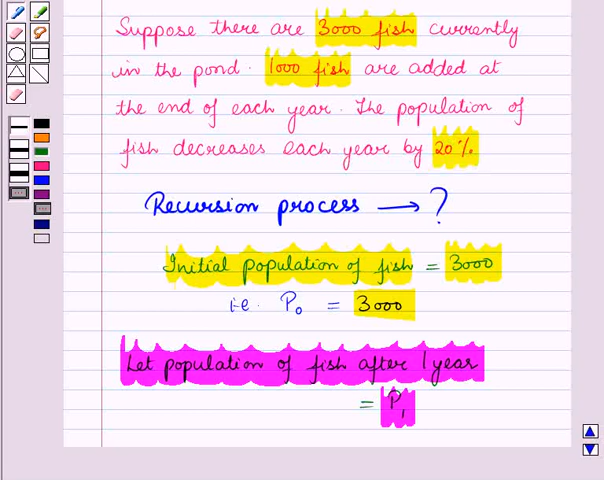 Suppose there are 3000 fish currently
in the pond. 1000 fish are added at
the end of each year. The population of
fish decreases each year by 20%.
Recursion process → ?
Initial population of fish = 3000
i.e. P₀ = 3000
Let population of fish after 1 year
= P₁